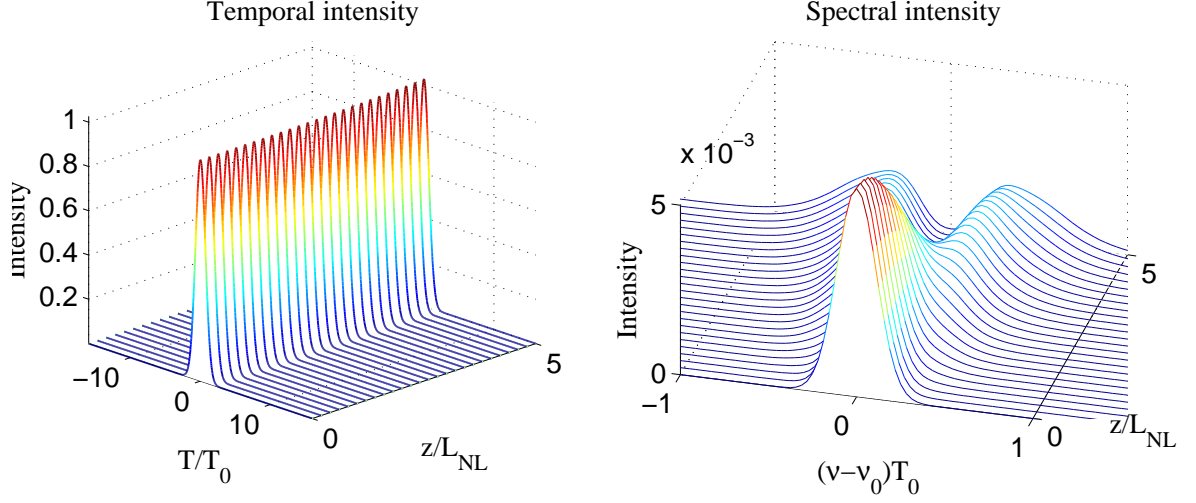 Temporal intensity
1
0.8
0.6
0.4
0.2
Intensity
−10
0
10
T/T0
0
5
z/LNL
Spectral intensity
x 10−3
5
0
Intensity
−1
0
1
(ν−ν0)T0
0
5
z/LNL